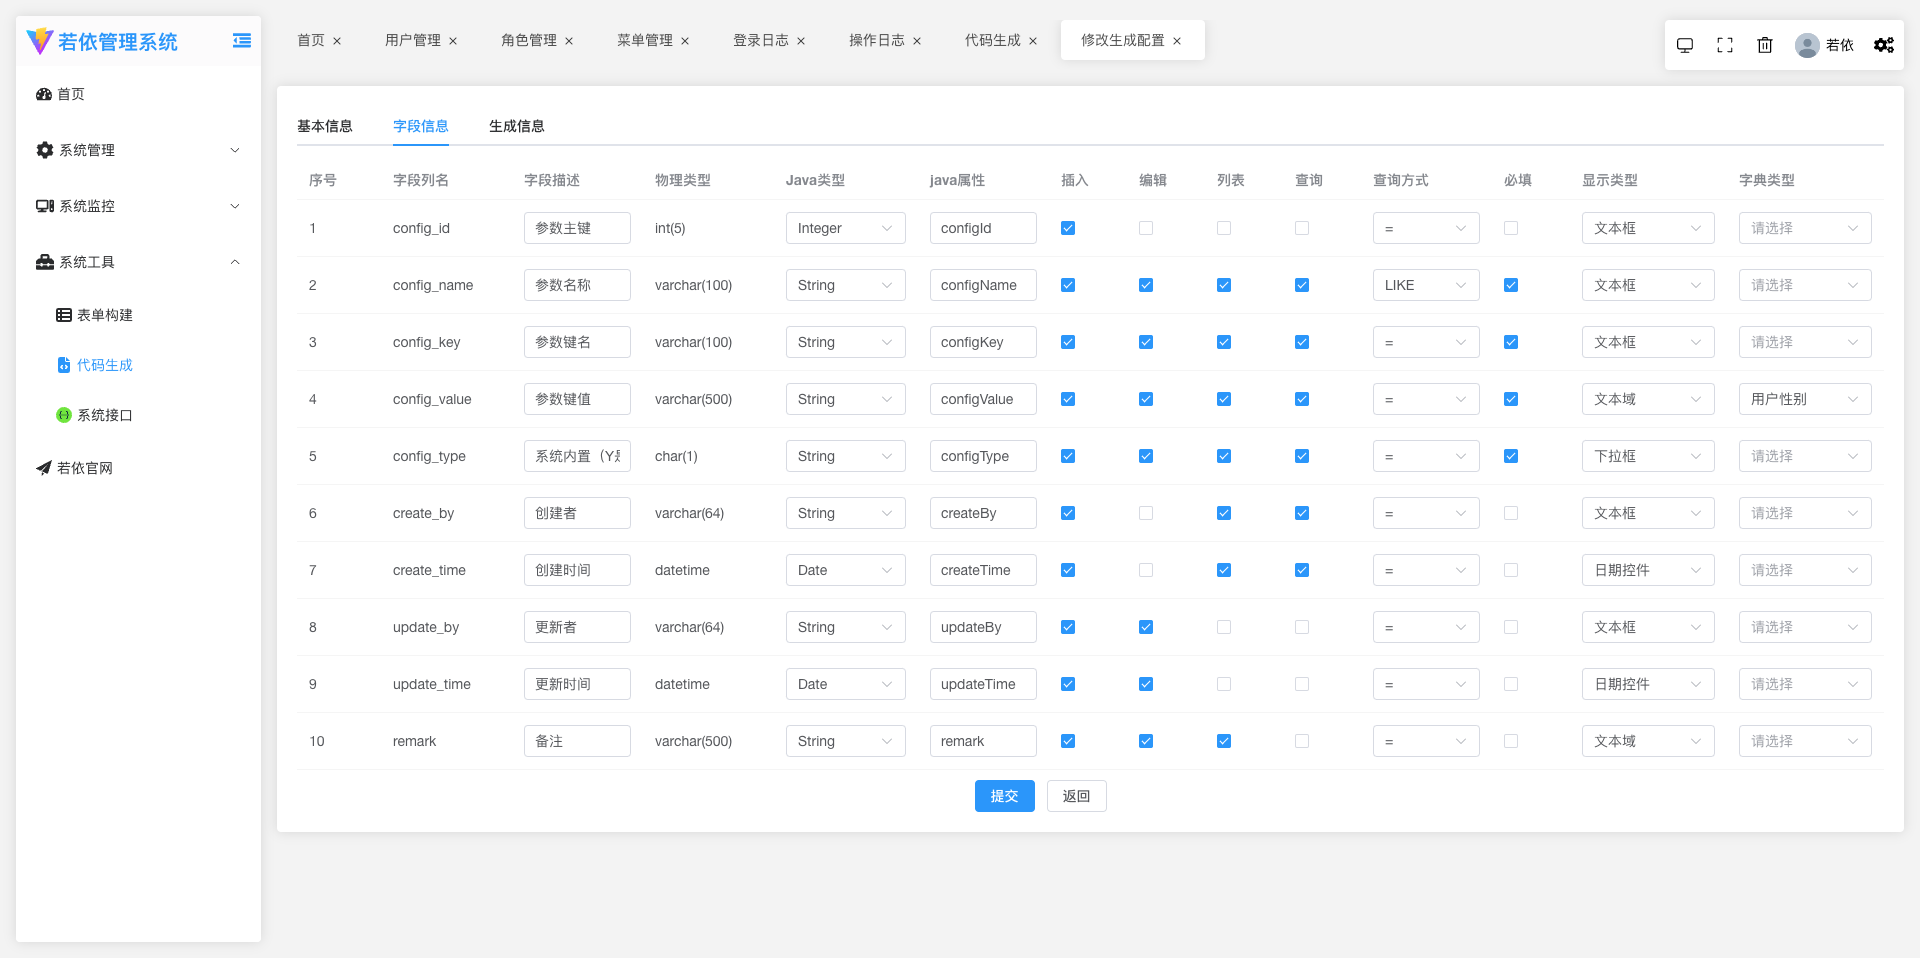 若依管理系统
首页
系统管理
系统监控
系统工具
表单构建
代码生成
系统接口
若依官网
首页 用户管理 角色管理 菜单管理 登录日志 操作日志 代码生成 修改生成配置
若依
基本信息 字段信息 生成信息
序号 字段列名 字段描述 物理类型 Java类型 java属性 插入 编辑 列表 查询 查询方式 必填 显示类型 字典类型
1 config_id 参数主键 int(5) Integer configId = 文本框 请选择
2 config_name 参数名称 varchar(100) String configName LIKE 文本框 请选择
3 config_key 参数键名 varchar(100) String configKey = 文本框 请选择
4 config_value 参数键值 varchar(500) String configValue = 文本域 用户性别
5 config_type 系统内置（Y是 char(1) String configType = 下拉框 请选择
6 create_by 创建者 varchar(64) String createBy = 文本框 请选择
7 create_time 创建时间 datetime Date createTime = 日期控件 请选择
8 update_by 更新者 varchar(64) String updateBy = 文本框 请选择
9 update_time 更新时间 datetime Date updateTime = 日期控件 请选择
10 remark 备注 varchar(500) String remark = 文本域 请选择
提交 返回